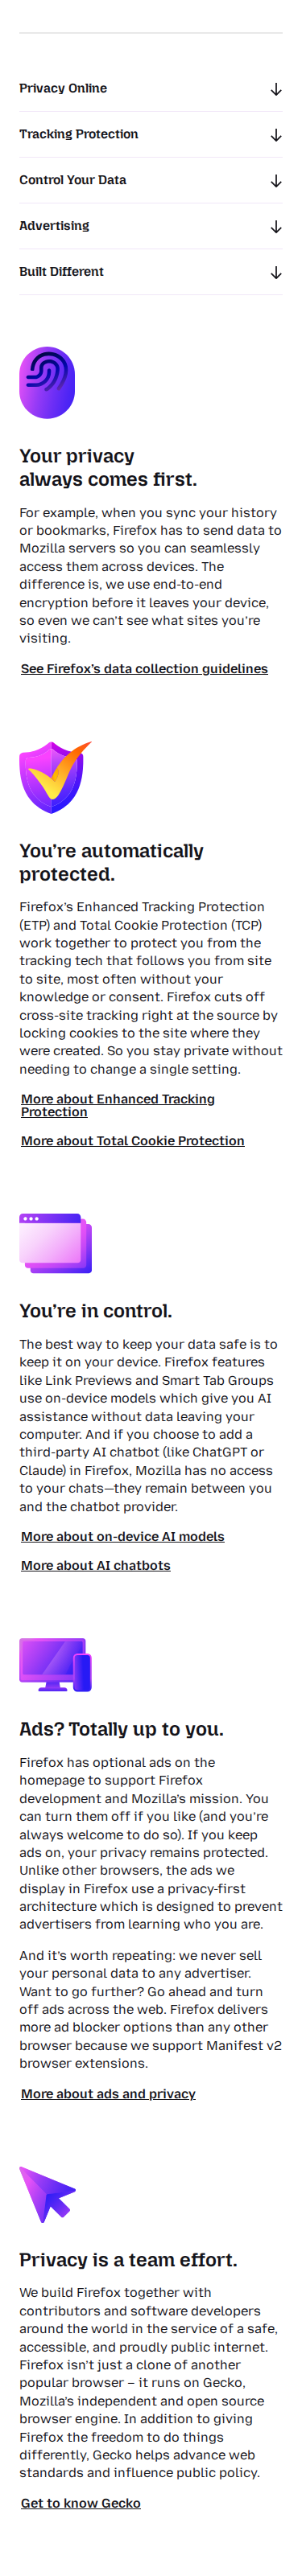 Privacy Online
Tracking Protection
Control Your Data
Advertising
Built Different
Your privacy
always comes first.
For example, when you sync your history
or bookmarks, Firefox has to send data to
Mozilla servers so you can seamlessly
access them across devices. The
difference is, we use end-to-end
encryption before it leaves your device,
so even we can't see what sites you're
visiting.
See Firefox's data collection guidelines
You're automatically
protected.
Firefox's Enhanced Tracking Protection
(ETP) and Total Cookie Protection (TCP)
work together to protect you from the
tracking tech that follows you from site
to site, most often without your
knowledge or consent. Firefox cuts off
cross-site tracking right at the source by
locking cookies to the site where they
were created. So you stay private without
needing to change a single setting.
More about Enhanced Tracking
Protection
More about Total Cookie Protection
You're in control.
The best way to keep your data safe is to
keep it on your device. Firefox features
like Link Previews and Smart Tab Groups
use on-device models which give you AI
assistance without data leaving your
computer. And if you choose to add a
third-party AI chatbot (like ChatGPT or
Claude) in Firefox, Mozilla has no access
to your chats—they remain between you
and the chatbot provider.
More about on-device AI models
More about AI chatbots
Ads? Totally up to you.
Firefox has optional ads on the
homepage to support Firefox
development and Mozilla's mission. You
can turn them off if you like (and you're
always welcome to do so). If you keep
ads on, your privacy remains protected.
Unlike other browsers, the ads we
display in Firefox use a privacy-first
architecture which is designed to prevent
advertisers from learning who you are.
And it's worth repeating: we never sell
your personal data to any advertiser.
Want to go further? Go ahead and turn
off ads across the web. Firefox delivers
more ad blocker options than any other
browser because we support Manifest v2
browser extensions.
More about ads and privacy
Privacy is a team effort.
We build Firefox together with
contributors and software developers
around the world in the service of a safe,
accessible, and proudly public internet.
Firefox isn't just a clone of another
popular browser – it runs on Gecko,
Mozilla's independent and open source
browser engine. In addition to giving
Firefox the freedom to do things
differently, Gecko helps advance web
standards and influence public policy.
Get to know Gecko